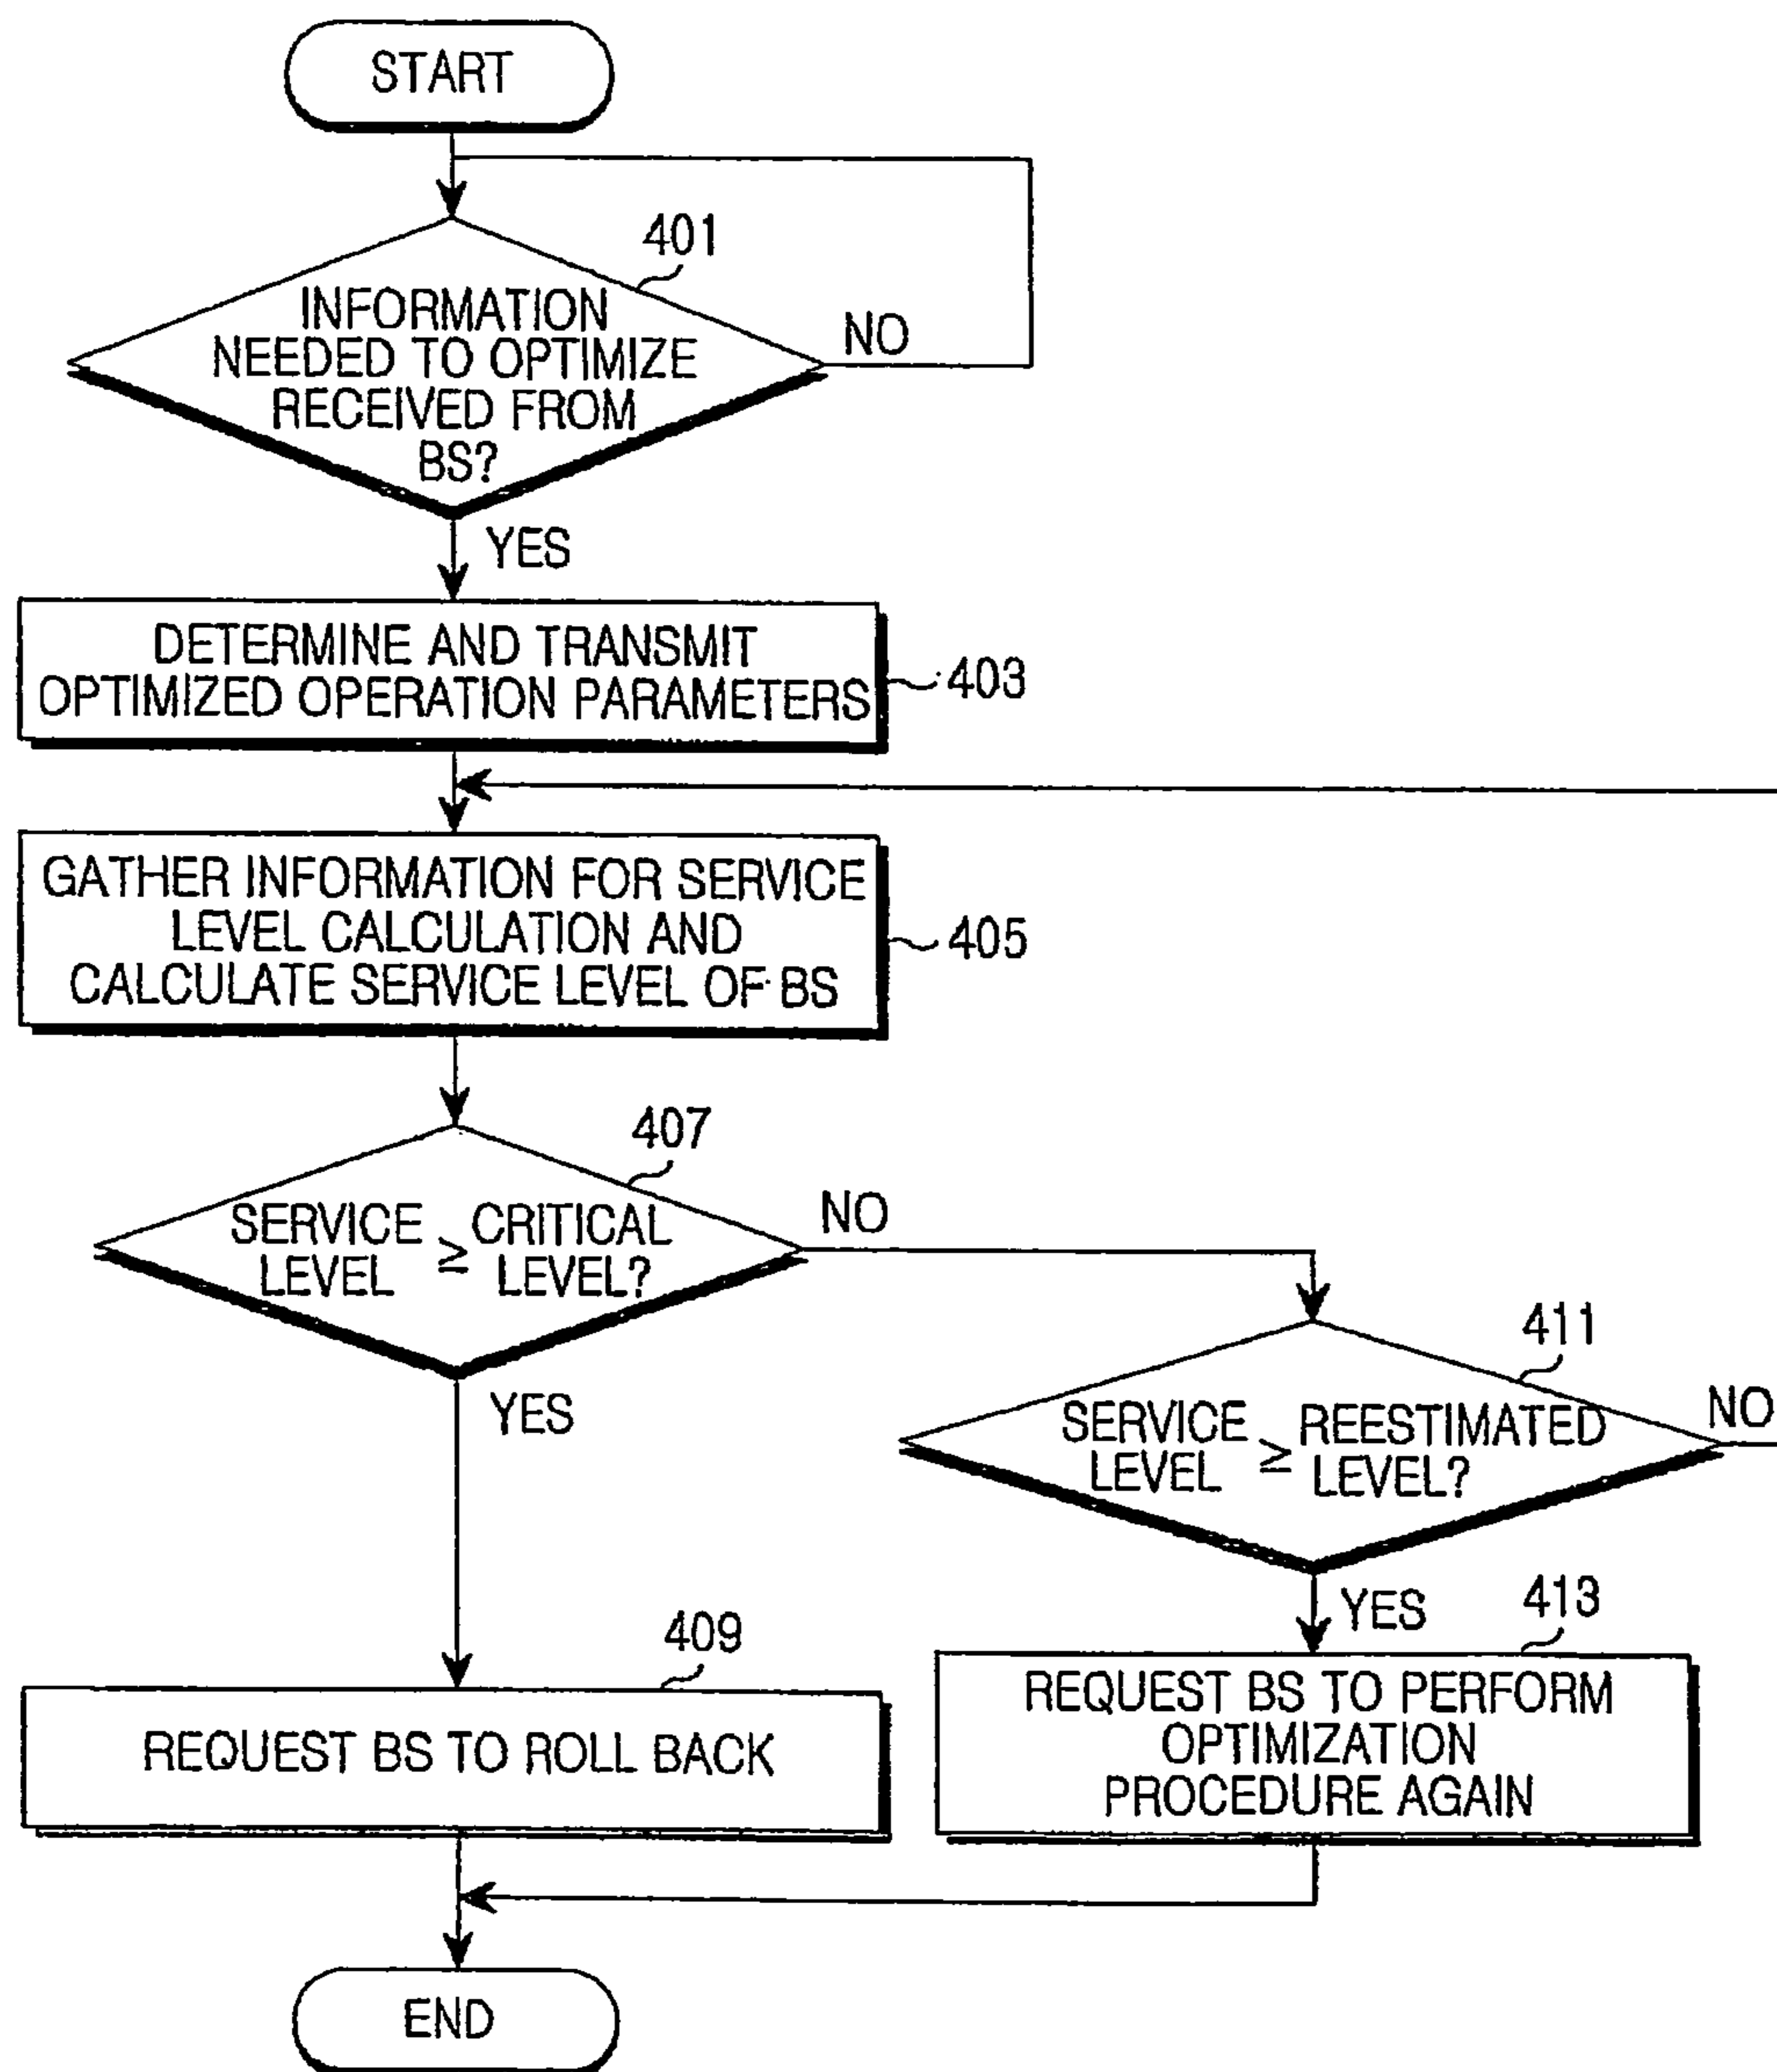 START
401
INFORMATION
NEEDED TO OPTIMIZE
RECEIVED FROM
BS?
NO
YES
DETERMINE AND TRANSMIT
OPTIMIZED OPERATION PARAMETERS
403
GATHER INFORMATION FOR SERVICE
LEVEL CALCULATION AND
CALCULATE SERVICE LEVEL OF BS
405
407
SERVICE LEVEL ≥ CRITICAL LEVEL?
NO
YES
411
SERVICE LEVEL ≥ REESTIMATED LEVEL?
NO
YES
409
REQUEST BS TO ROLL BACK
413
REQUEST BS TO PERFORM
OPTIMIZATION
PROCEDURE AGAIN
END